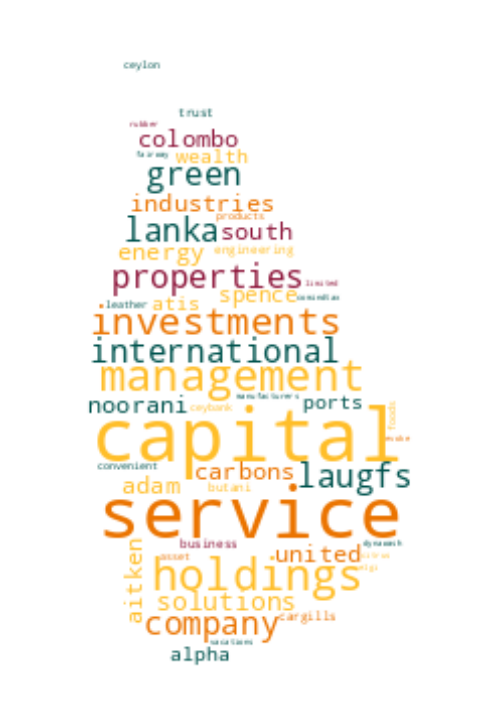 ceylon
trust
rubber
colombo
fairway wealth
green
industries
products
lanka south
energy engineering
properties limited
spence
leather atis
investments
international
management
manufacturers
noorani ceybank ports foods
capital
convenient carbons laugfs
adam butani
service
business dynawash
asset united
aitken holdings
solutions
company cargills
vacations
alpha